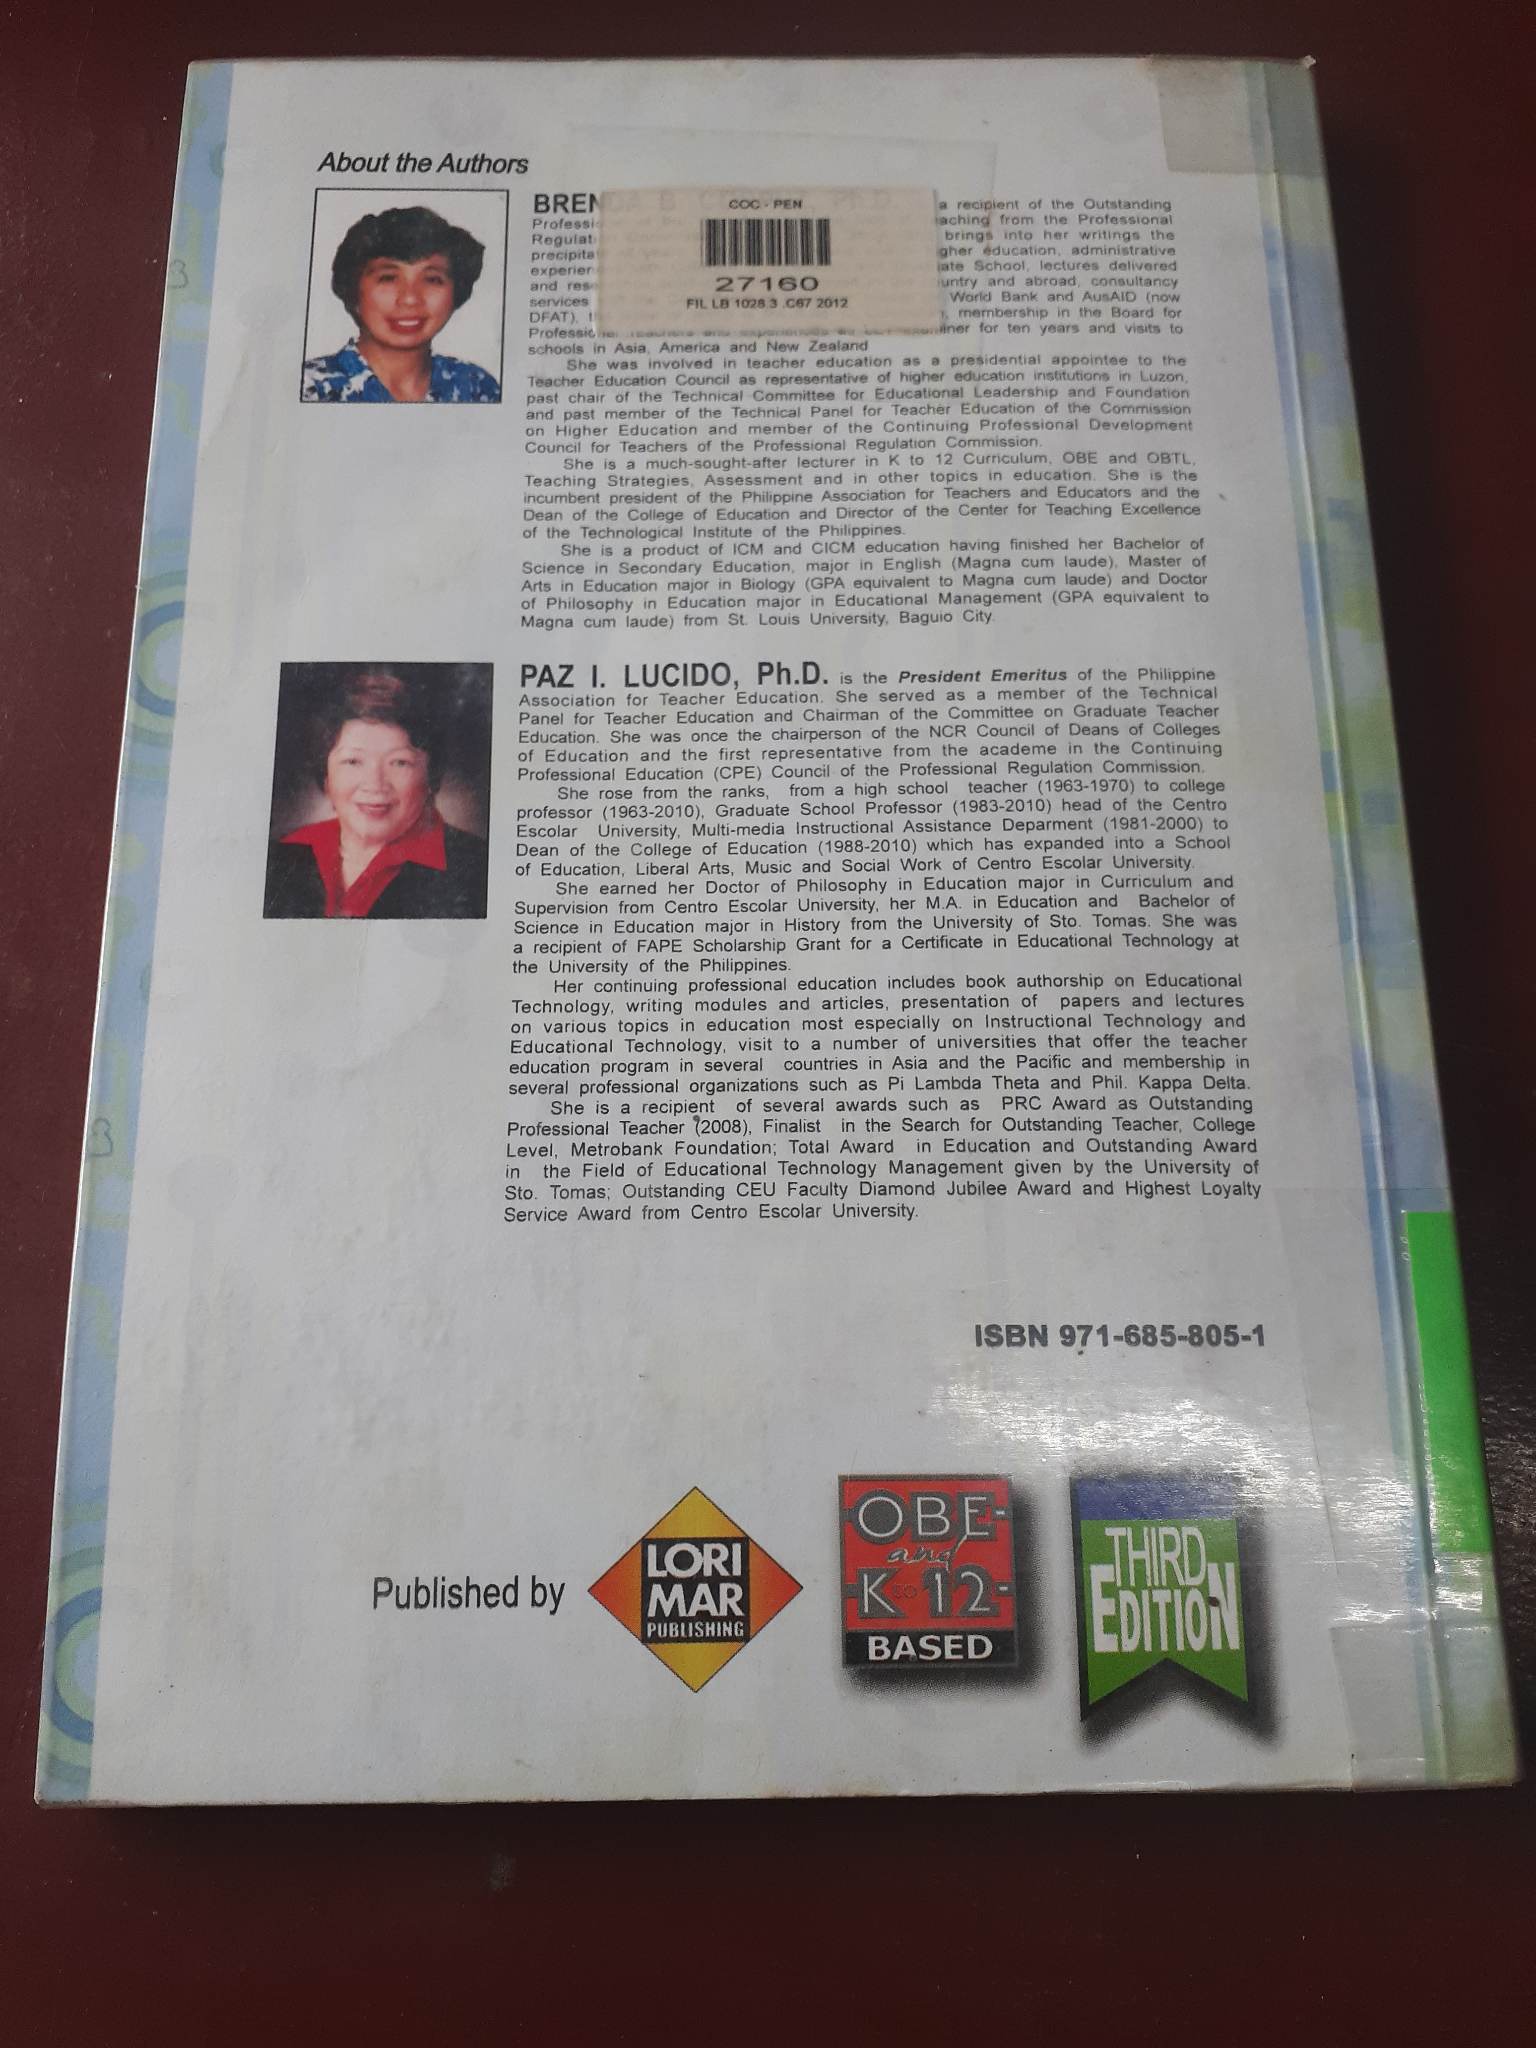 About the Authors
COC - PEN
27160
FIL LB 1028.3 .C67 2012
BREN
a recipient of the Outstanding
Professi
aching from the Professional
Regulat
brings into her writings the
precipita
gher education, administrative
experien
ate School, lectures delivered
and res
untry and abroad, consultancy
services
World Bank and AusAID (now
DFAT),
, membership in the Board for
Professional Teachers and experiences as examiner for ten years and visits to
schools in Asia, America and New Zealand
She was involved in teacher education as a presidential appointee to the
Teacher Education Council as representative of higher education institutions in Luzon,
past chair of the Technical Committee for Educational Leadership and Foundation
and past member of the Technical Panel for Teacher Education of the Commission
on Higher Education and member of the Continuing Professional Development
Council for Teachers of the Professional Regulation Commission.
She is a much-sought-after lecturer in K to 12 Curriculum, OBE and OBTL,
Teaching Strategies, Assessment and in other topics in education. She is the
incumbent president of the Philippine Association for Teachers and Educators and the
Dean of the College of Education and Director of the Center for Teaching Excellence
of the Technological Institute of the Philippines.
She is a product of ICM and CICM education having finished her Bachelor of
Science in Secondary Education, major in English (Magna cum laude), Master of
Arts in Education major in Biology (GPA equivalent to Magna cum laude) and Doctor
of Philosophy in Education major in Educational Management (GPA equivalent to
Magna cum laude) from St. Louis University, Baguio City.
PAZ I. LUCIDO, Ph.D. is the President Emeritus of the Philippine
Association for Teacher Education. She served as a member of the Technical
Panel for Teacher Education and Chairman of the Committee on Graduate Teacher
Education. She was once the chairperson of the NCR Council of Deans of Colleges
of Education and the first representative from the academe in the Continuing
Professional Education (CPE) Council of the Professional Regulation Commission.
She rose from the ranks, from a high school teacher (1963-1970) to college
professor (1963-2010), Graduate School Professor (1983-2010) head of the Centro
Escolar University, Multi-media Instructional Assistance Deparment (1981-2000) to
Dean of the College of Education (1988-2010) which has expanded into a School
of Education, Liberal Arts, Music and Social Work of Centro Escolar University.
She earned her Doctor of Philosophy in Education major in Curriculum and
Supervision from Centro Escolar University, her M.A. in Education and Bachelor of
Science in Education major in History from the University of Sto. Tomas. She was
a recipient of FAPE Scholarship Grant for a Certificate in Educational Technology at
the University of the Philippines.
Her continuing professional education includes book authorship on Educational
Technology, writing modules and articles, presentation of papers and lectures
on various topics in education most especially on Instructional Technology and
Educational Technology, visit to a number of universities that offer the teacher
education program in several countries in Asia and the Pacific and membership in
several professional organizations such as Pi Lambda Theta and Phil. Kappa Delta.
She is a recipient of several awards such as PRC Award as Outstanding
Professional Teacher (2008), Finalist in the Search for Outstanding Teacher, College
Level, Metrobank Foundation; Total Award in Education and Outstanding Award
in the Field of Educational Technology Management given by the University of
Sto. Tomas; Outstanding CEU Faculty Diamond Jubilee Award and Highest Loyalty
Service Award from Centro Escolar University.
ISBN 971-685-805-1
Published by
LORI
MAR
PUBLISHING
OBE
and
K to 12
BASED
THIRD
EDITION